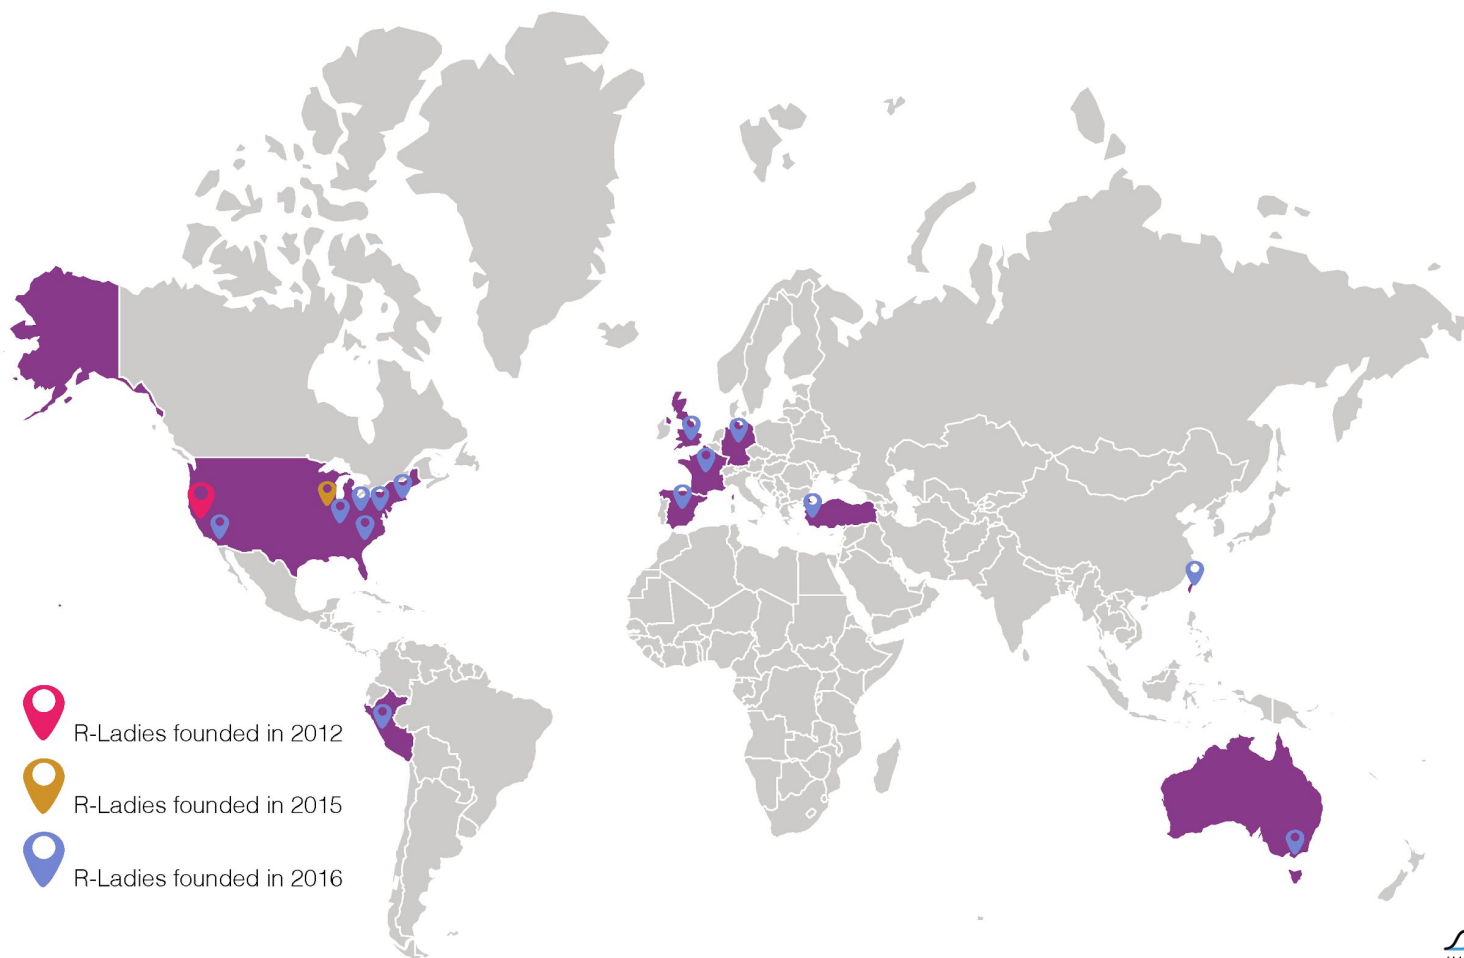 R-Ladies founded in 2012
R-Ladies founded in 2015
R-Ladies founded in 2016